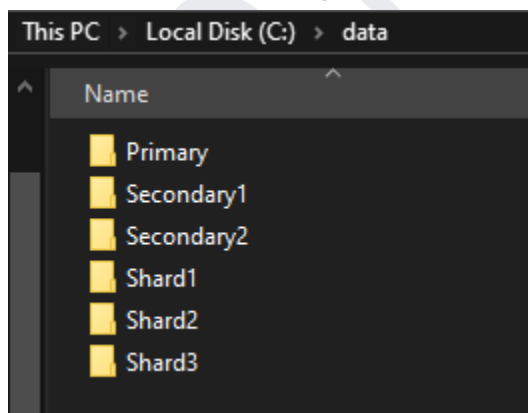 This PC > Local Disk (C:) > data
Name
Primary
Secondary1
Secondary2
Shard1
Shard2
Shard3